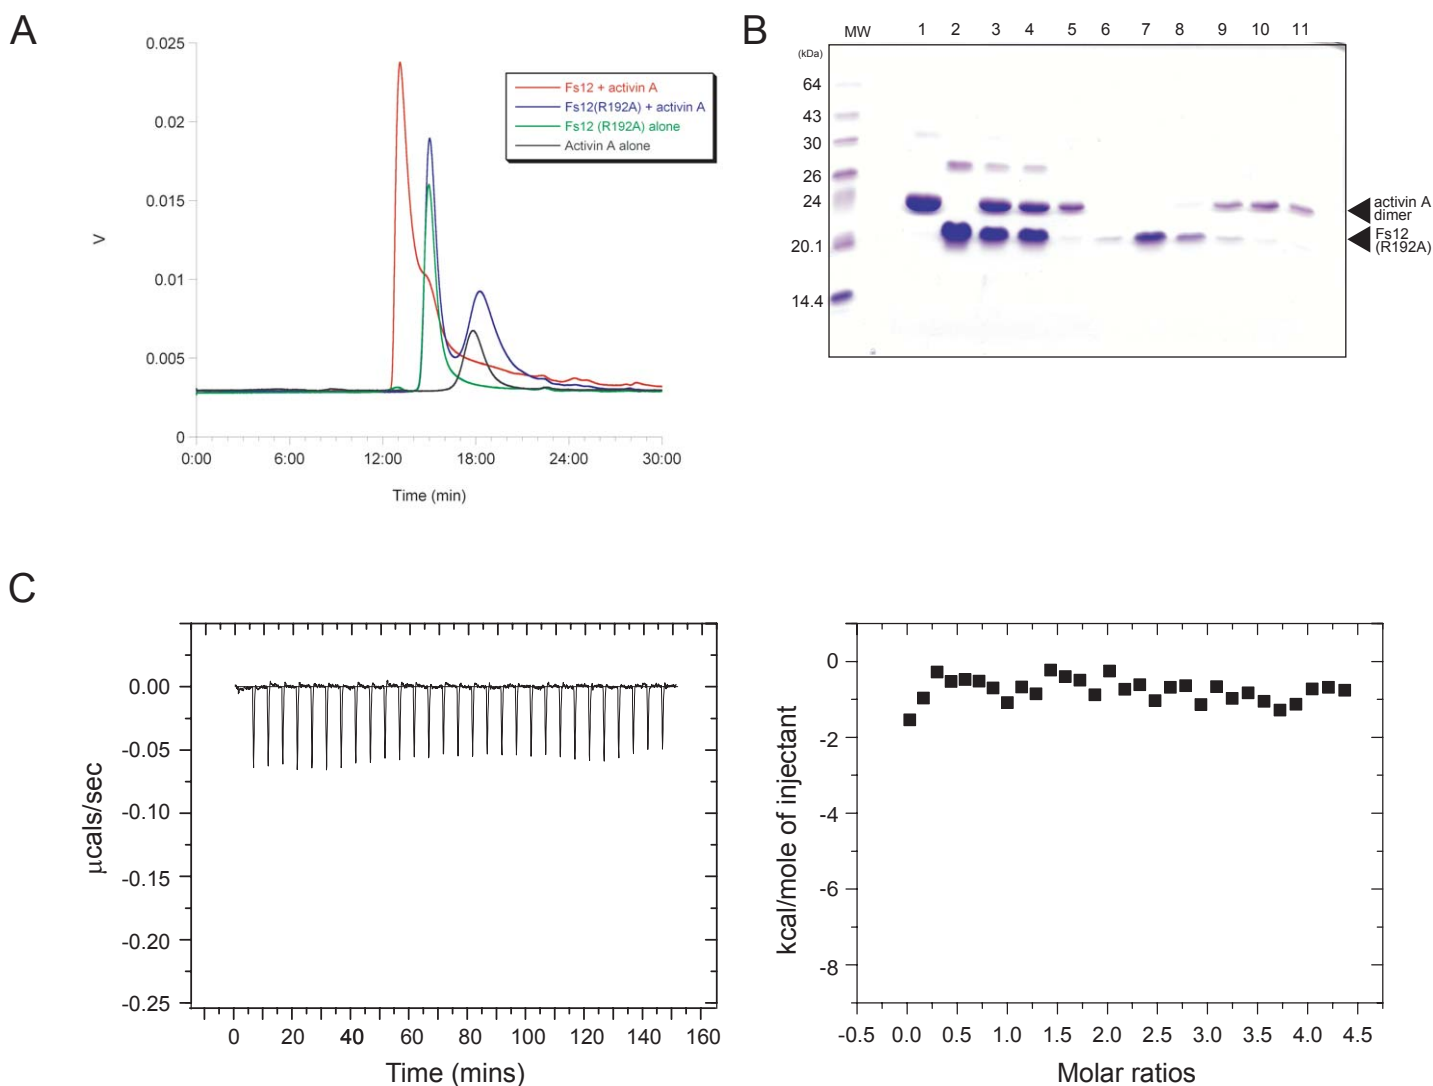 A
0.025
0.02
0.015
0.01
0.005
0
V
0:00 6:00 12:00 18:00 24:00 30:00
Time (min)
Fs12 + activin A
Fs12(R192A) + activin A
Fs12 (R192A) alone
Activin A alone
B
MW 1 2 3 4 5 6 7 8 9 10 11
(kDa)
64
43
30
26
24
20.1
14.4
activin A
dimer
Fs12
(R192A)
C
0.00
-0.05
-0.10
-0.15
-0.20
-0.25
μcals/sec
0 20 40 60 80 100 120 140 160
Time (mins)
0
-2
-4
-6
-8
kcal/mole of injectant
-0.5 0.0 0.5 1.0 1.5 2.0 2.5 3.0 3.5 4.0 4.5
Molar ratios